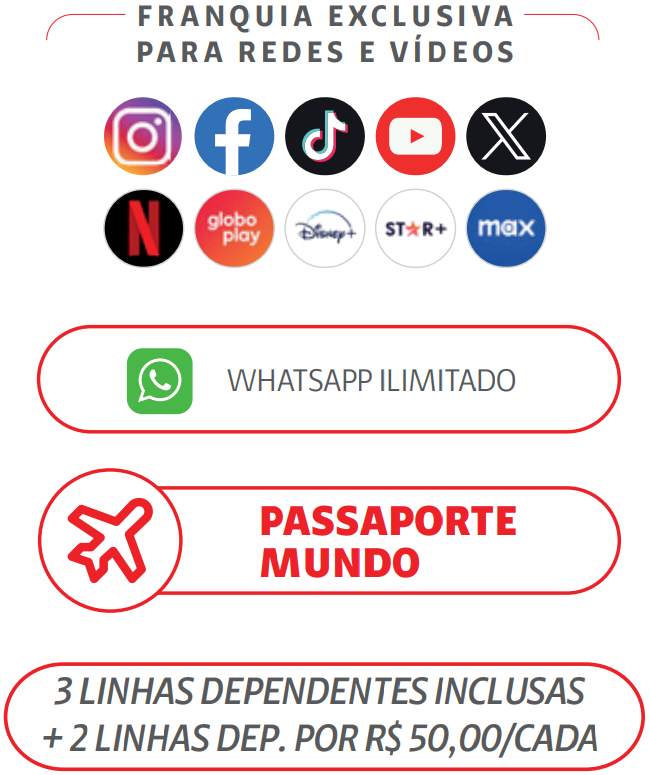 FRANQUIA EXCLUSIVA
PARA REDES E VÍDEOS
globo
play
Disney+
ST★R+
max
WHATSAPP ILIMITADO
PASSAPORTE
MUNDO
3 LINHAS DEPENDENTES INCLUSAS
+ 2 LINHAS DEP. POR R$ 50,00/CADA